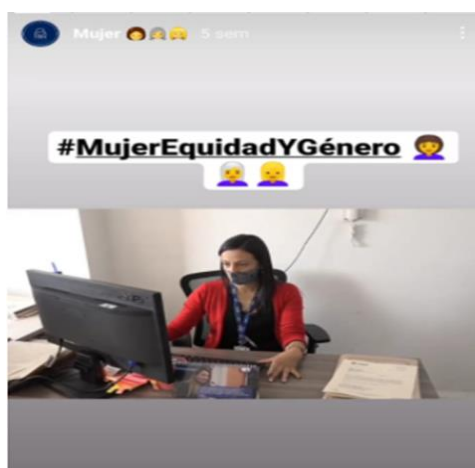 Mujer 👩🏽👩🏼‍🦳👱‍♀️ 5 sem
#MujerEquidadYGénero 👩‍🦱
👩‍🦳 👱‍♀️